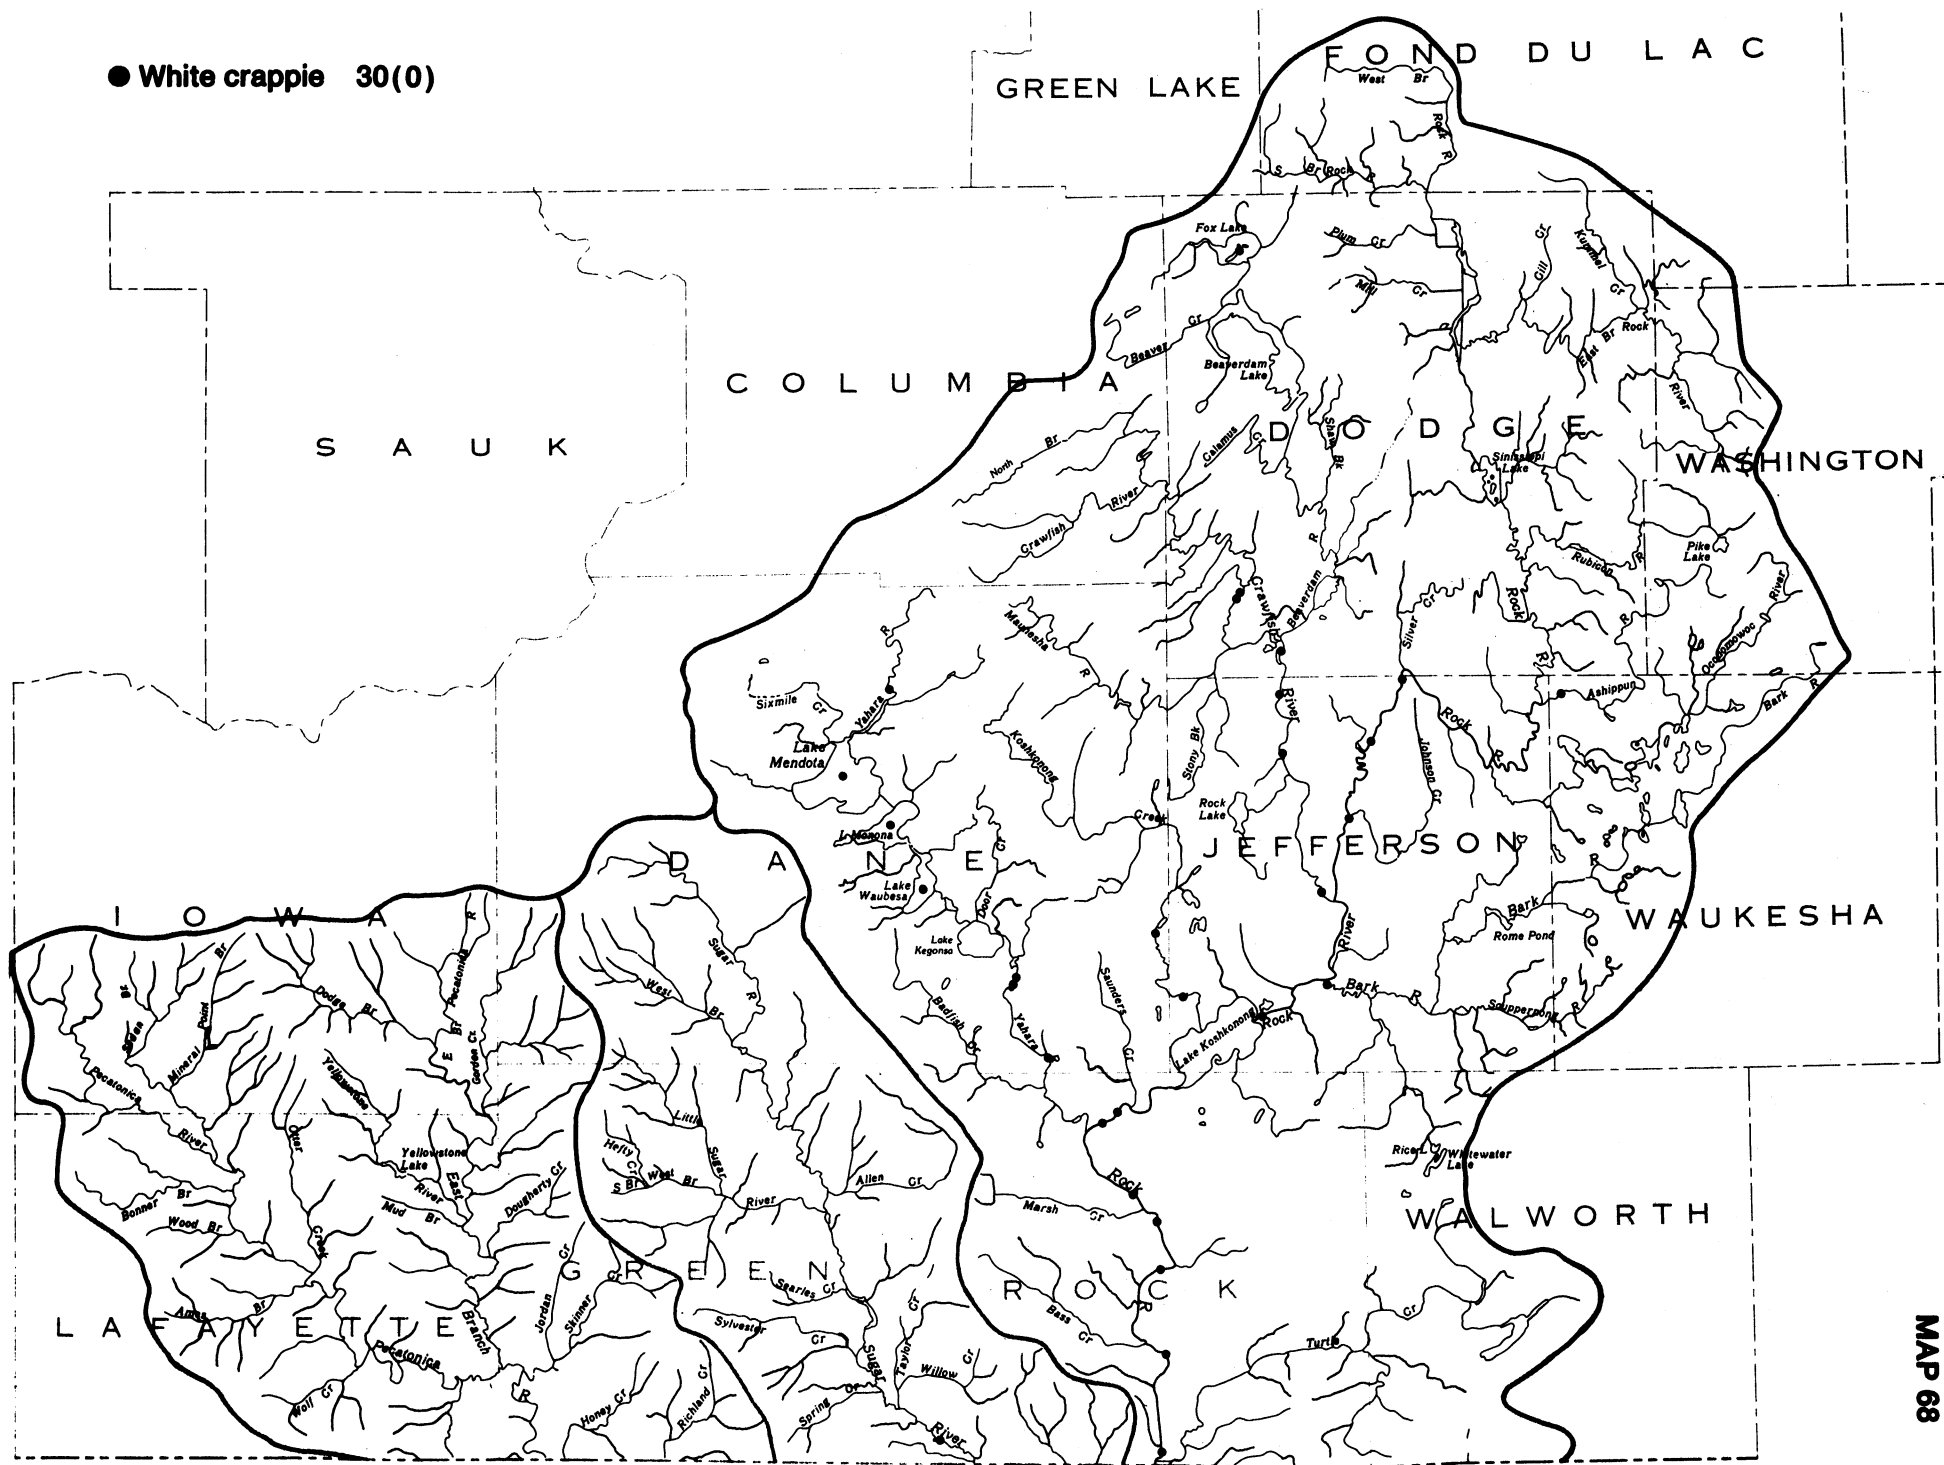 ● White crappie 30(0)
GREEN LAKE
FOND DU LAC
West Br
Rock R
S Br Rock R
Fox Lake
Plum Cr
Mill Cr
Gill Cr
Kummel Cr
East Br Rock
River
Beaver Cr
Beaverdam
Lake
COLUMBIA
SAUK
DODGE
WASHINGTON
North Br
Crawfish River
Calamus Cr
Shaw Bk
Sinissippi
Lake
Pike
Lake
Rubicon R
Rock
R
Crawfish
Beaverdam R
Silver Cr
Oconomowoc River
Maunesha R
R
Sixmile Cr
Yahara
Lake
Mendota
Koshkonong
Creek
Stony Bk
River
Rock
R
Johnson Cr
Ashippun
R
Bark R
Rock
Lake
JEFFERSON
L Monona
DANE
Lake
Waubesa
Door Cr
Lake
Kegonsa
IOWA
WAUKESHA
Bark
R
Rome Pond
River
Bark R
Scuppernong R
Sugar R
West Br
Badfish Cr
Yahara
Saunders Cr
Lake Koshkonong
Rock
Pecatonica
R
E Br
Gordon Cr
Dodge Br
Br
Mineral Point
Pecatonica
River
Yellowstone
Otter
Creek
Yellowstone
Lake
River
East
Branch
Dougherty Cr
Mud Br
Bonner Br
Wood Br
Little
Sugar
Hefty Cr
S Br
West Br
River
Allen Cr
Rice L
Whitewater
Lake
Rock
R
Marsh Cr
WALWORTH
GREEN
ROCK
Searles Cr
Bass Cr
Cr
Turtle
LAFAYETTE
Ames Br
Jordan Cr
Skinner Cr
Sylvester Cr
Sugar
River
Taylor Cr
Willow Cr
Pecatonica
R
Wolf Cr
Honey Cr
Richland Cr
Spring Cr
MAP 68